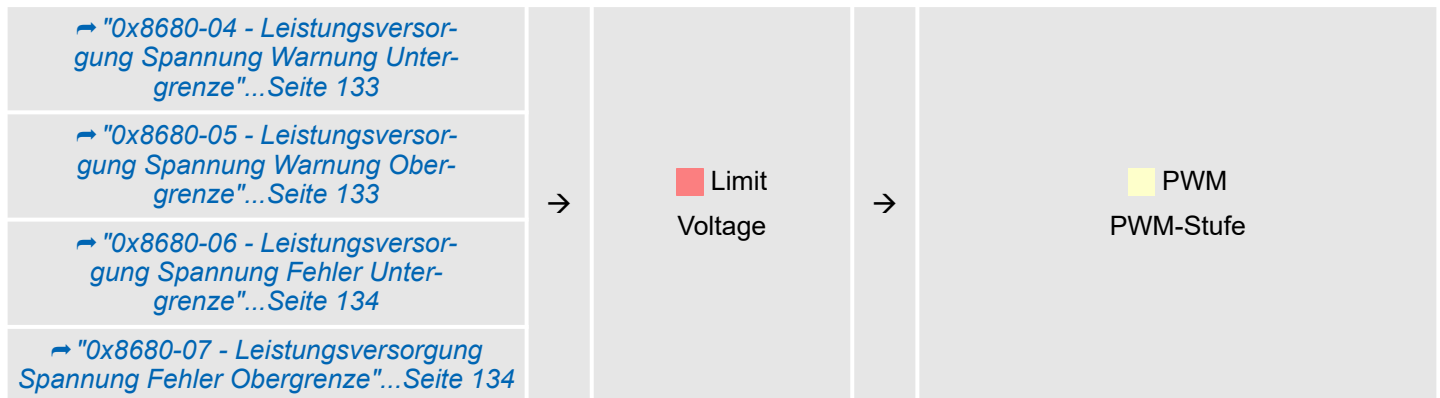 ➦ "0x8680-04 - Leistungsversor-
gung Spannung Warnung Unter-
grenze"...Seite 133
➦ "0x8680-05 - Leistungsversor-
gung Spannung Warnung Ober-
grenze"...Seite 133
➦ "0x8680-06 - Leistungsversor-
gung Spannung Fehler Unter-
grenze"...Seite 134
➦ "0x8680-07 - Leistungsversorgung
Spannung Fehler Obergrenze"...Seite 134
→
Limit
Voltage
→
PWM
PWM-Stufe